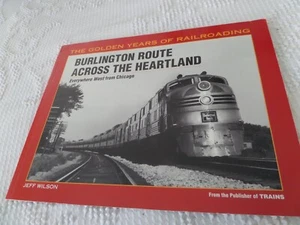 THE GOLDEN YEARS OF RAILROADING
BURLINGTON ROUTE
ACROSS THE HEARTLAND
Everywhere West from Chicago
JEFF WILSON
From the Publisher of TRAINS